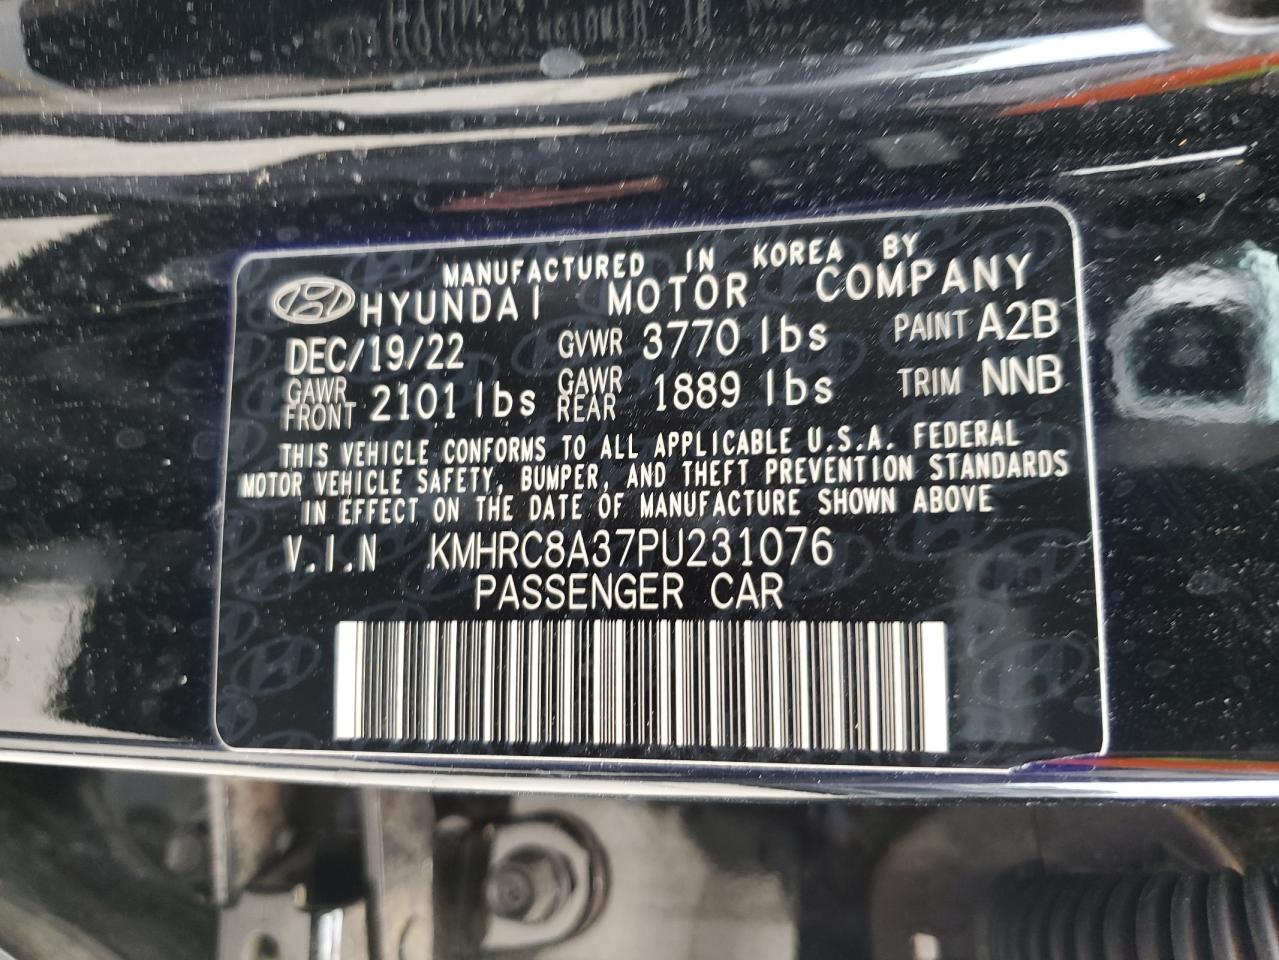 MANUFACTURED IN KOREA BY
HYUNDAI MOTOR COMPANY
DEC/19/22 GVWR 3770 lbs PAINT A2B
GAWR FRONT 2101 lbs GAWR REAR 1889 lbs TRIM NNB
THIS VEHICLE CONFORMS TO ALL APPLICABLE U.S.A. FEDERAL
MOTOR VEHICLE SAFETY, BUMPER, AND THEFT PREVENTION STANDARDS
IN EFFECT ON THE DATE OF MANUFACTURE SHOWN ABOVE
V.I.N KMHRC8A37PU231076
PASSENGER CAR